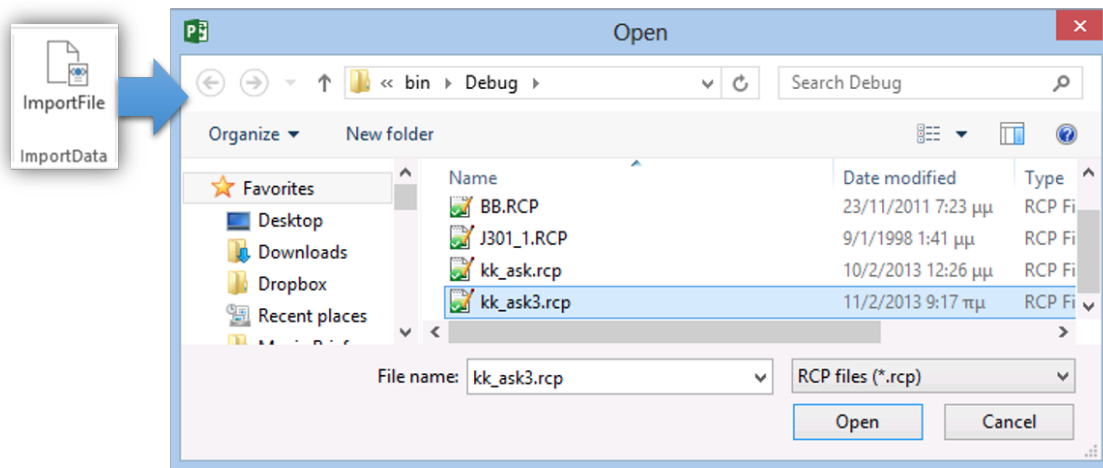 ImportFile
ImportData
Open
« bin Debug
Search Debug
Organize
New folder
Favorites
Desktop
Downloads
Dropbox
Recent places
Name Date modified Type
BB.RCP 23/11/2011 7:23 μμ RCP Fi
J301_1.RCP 9/1/1998 1:41 μμ RCP Fi
kk_ask.rcp 10/2/2013 12:26 μμ RCP Fi
kk_ask3.rcp 11/2/2013 9:17 πμ RCP Fi
File name: kk_ask3.rcp RCP files (*.rcp)
Open Cancel